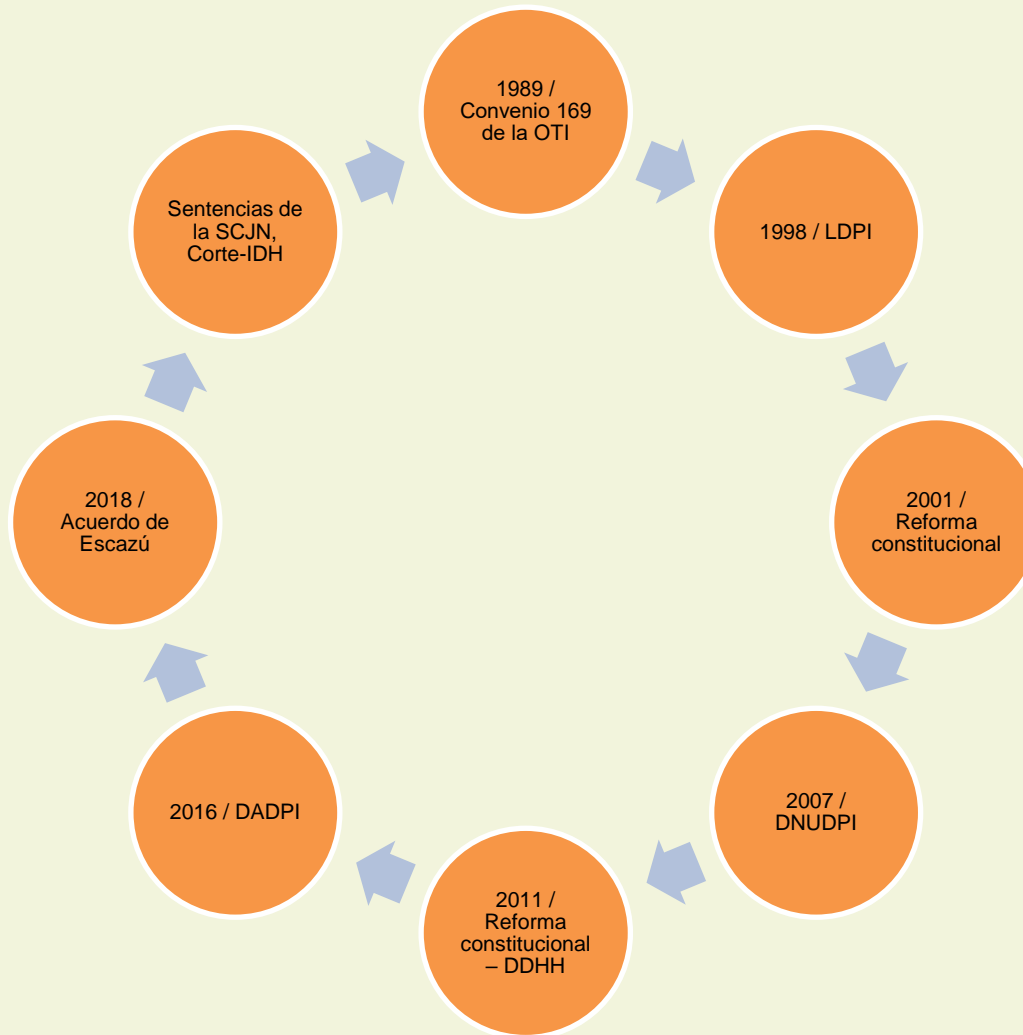 1989 /
Convenio 169
de la OTI
1998 / LDPI
2001 /
Reforma
constitucional
2007 /
DNUDPI
2011 /
Reforma
constitucional
– DDHH
2016 / DADPI
2018 /
Acuerdo de
Escazú
Sentencias de
la SCJN,
Corte-IDH